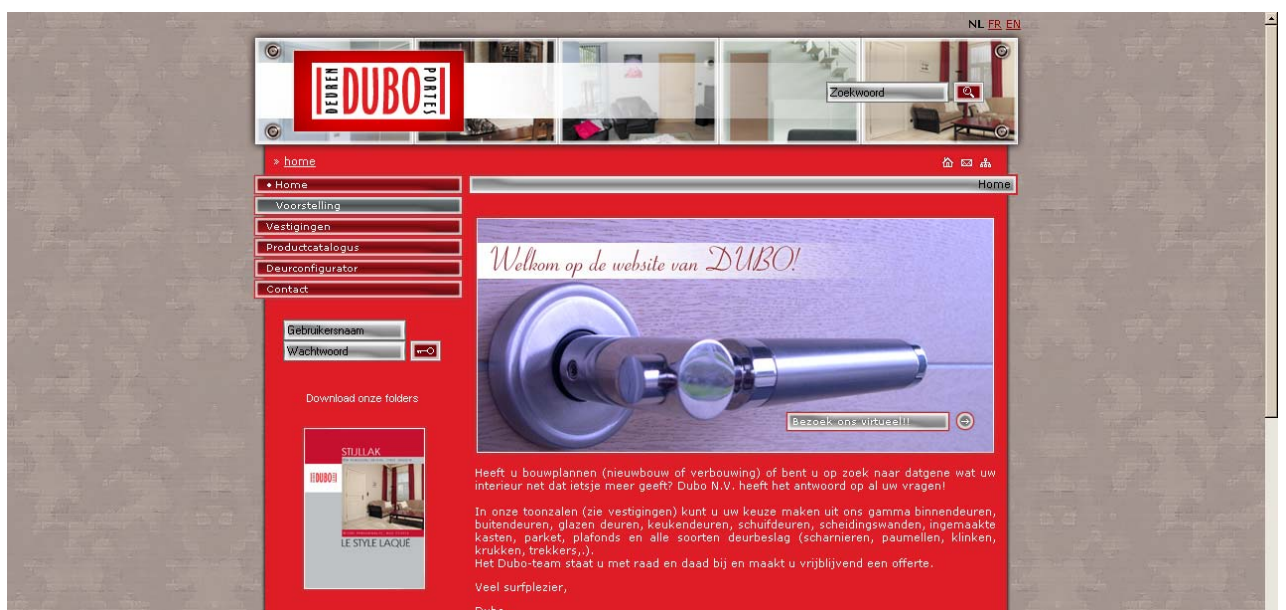 NL FR EN
DEUREN DUBO PORTES
Zoekwoord
» home
• Home
Home
Voorstelling
Vestigingen
Productcatalogus
Deurconfigurator
Contact
Welkom op de website van DUBO!
Gebruikersnaam
Wachtwoord
Bezoek ons virtueel!!!
Download onze folders
STIJLLAK
DUBO
LE STYLE LAQUÉ
Heeft u bouwplannen (nieuwbouw of verbouwing) of bent u op zoek naar datgene wat uw
interieur net dat ietsje meer geeft? Dubo N.V. heeft het antwoord op al uw vragen!
In onze toonzalen (zie vestigingen) kunt u uw keuze maken uit ons gamma binnendeuren,
buitendeuren, glazen deuren, keukendeuren, schuifdeuren, scheidingswanden, ingemaakte
kasten, parket, plafonds en alle soorten deurbeslag (scharnieren, paumellen, klinken,
krukken, trekkers,.).
Het Dubo-team staat u met raad en daad bij en maakt u vrijblijvend een offerte.
Veel surfplezier,
Dubo